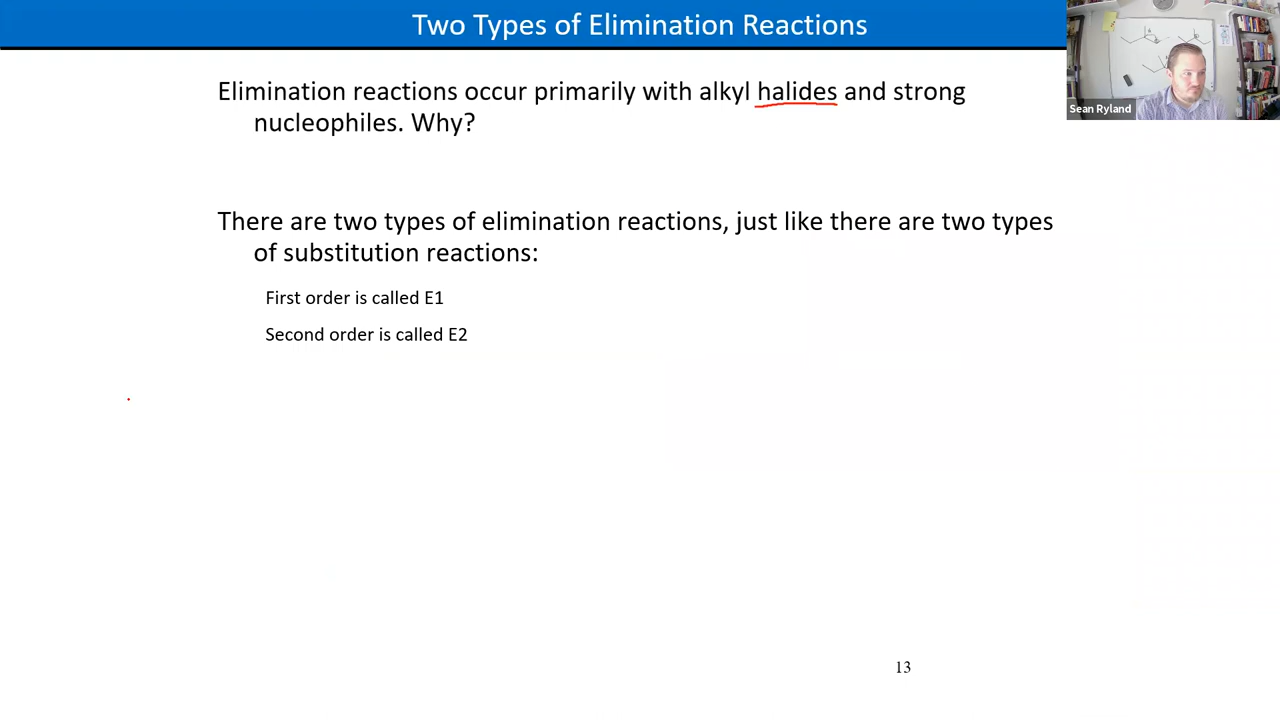 Two Types of Elimination Reactions
Elimination reactions occur primarily with alkyl halides and strong
nucleophiles. Why?
Sean Ryland
There are two types of elimination reactions, just like there are two types
of substitution reactions:
First order is called E1
Second order is called E2
13